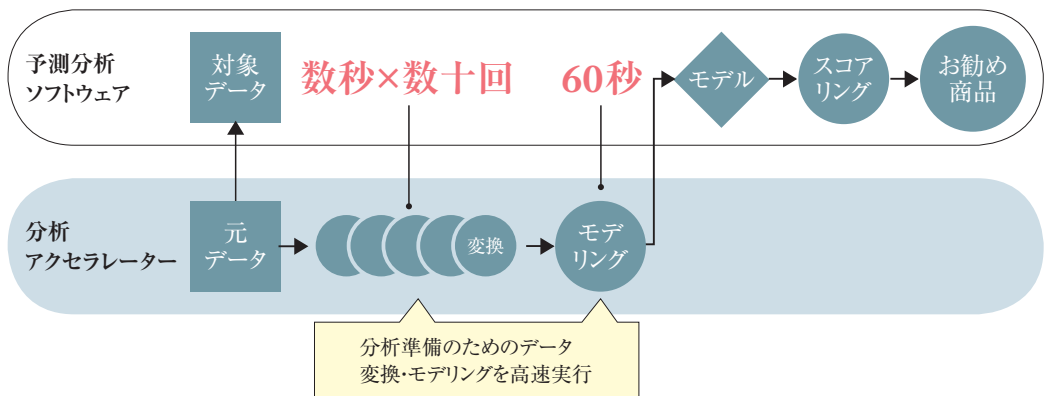 予測分析
ソフトウェア
対象
データ
数秒×数十回
60秒
モデル
スコア
リング
お勧め
商品
分析
アクセラレーター
元
データ
変換
モデ
リング
分析準備のためのデータ
変換・モデリングを高速実行